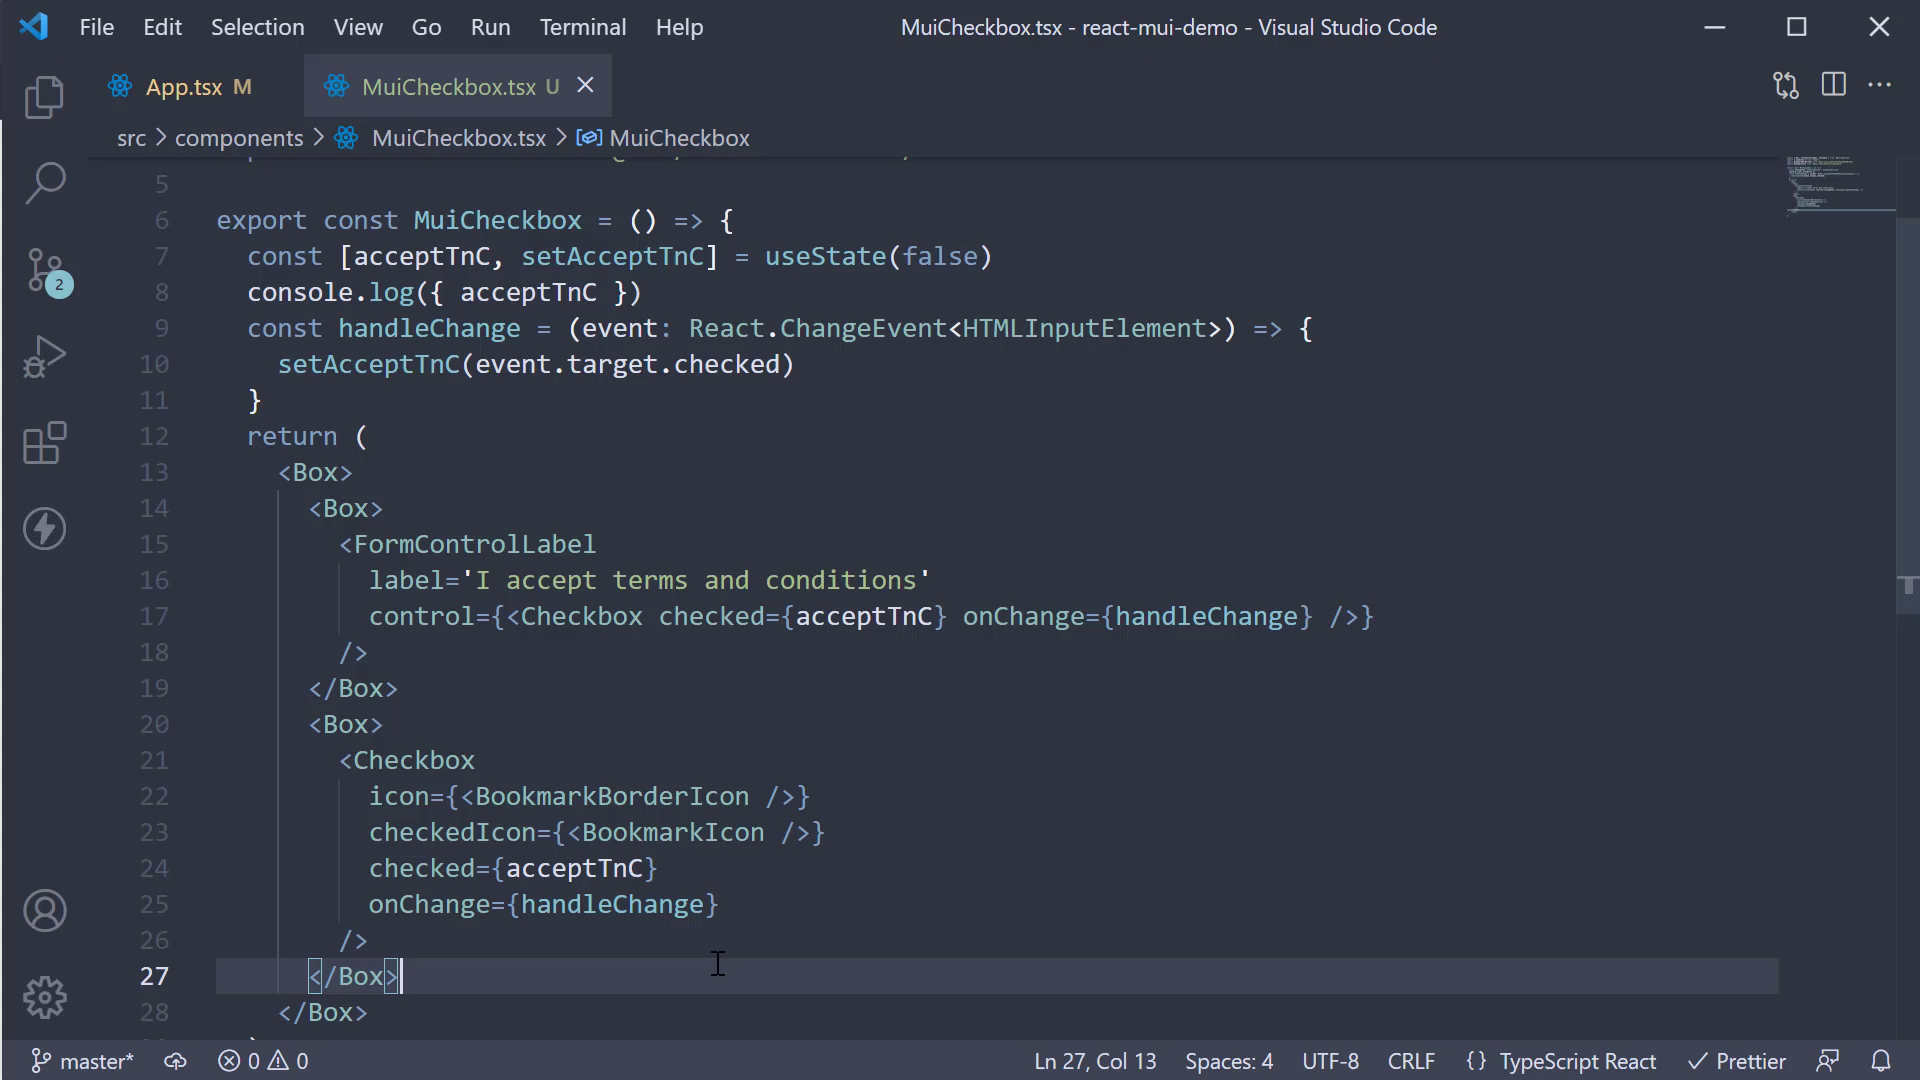 File Edit Selection View Go Run Terminal Help MuiCheckbox.tsx - react-mui-demo - Visual Studio Code
App.tsx M MuiCheckbox.tsx U
src > components > MuiCheckbox.tsx > MuiCheckbox
2
5
6 export const MuiCheckbox = () => {
7 const [acceptTnC, setAcceptTnC] = useState(false)
8 console.log({ acceptTnC })
9 const handleChange = (event: React.ChangeEvent<HTMLInputElement>) => {
10 setAcceptTnC(event.target.checked)
11 }
12 return (
13 <Box>
14 <Box>
15 <FormControlLabel
16 label='I accept terms and conditions'
17 control={<Checkbox checked={acceptTnC} onChange={handleChange} />}
18 />
19 </Box>
20 <Box>
21 <Checkbox
22 icon={<BookmarkBorderIcon />}
23 checkedIcon={<BookmarkIcon />}
24 checked={acceptTnC}
25 onChange={handleChange}
26 />
27 </Box>
28 </Box>
master* 0 0 Ln 27, Col 13 Spaces: 4 UTF-8 CRLF {} TypeScript React Prettier